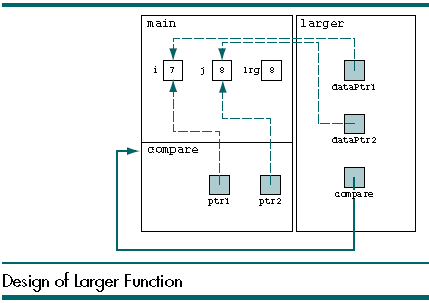 main larger
i 7 j 8 lrg 8
dataPtr1
dataPtr2
compare
ptr1 ptr2 compare
Design of Larger Function